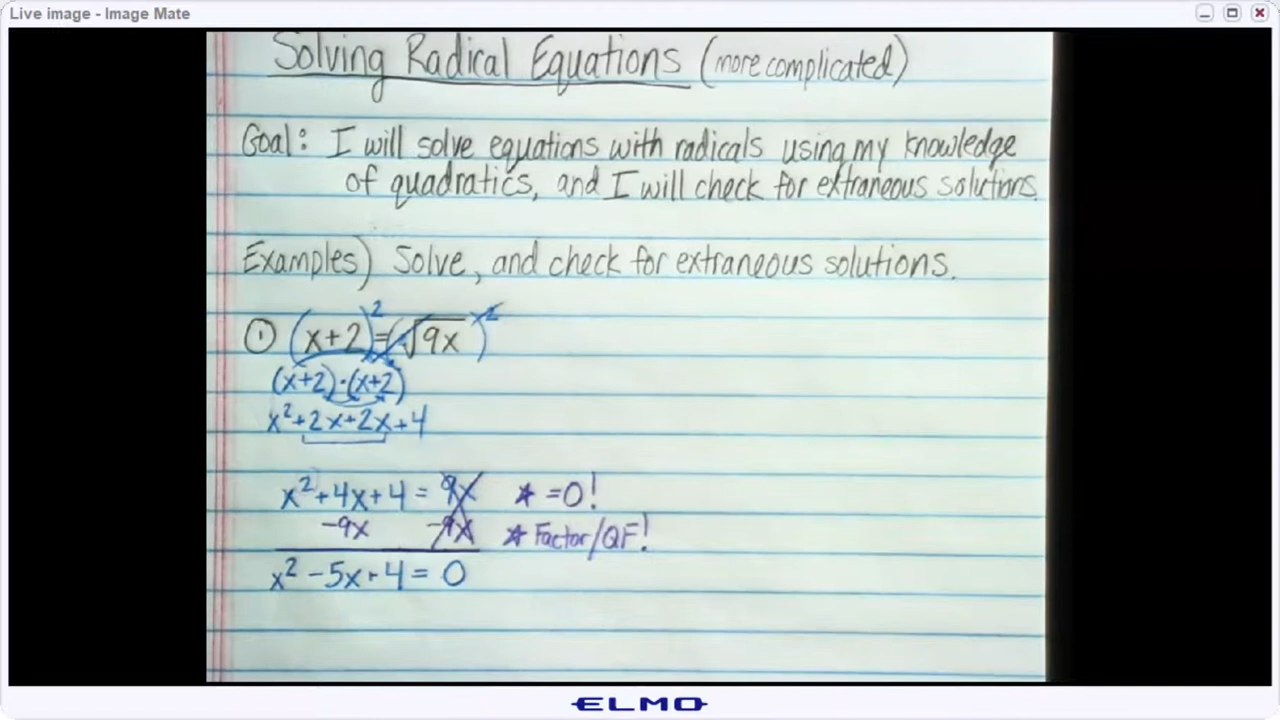 Live image - Image Mate
Solving Radical Equations (more complicated)
Goal: I will solve equations with radicals using my knowledge
of quadratics, and I will check for extraneous solutions.
Examples) Solve, and check for extraneous solutions.
① (x+2)² = (√9x)²
(x+2)·(x+2)
x²+2x+2x+4
x²+4x+4 = 9x ★ =0!
-9x -9x ★ Factor/QF!
x² -5x+4 = 0
ELMO